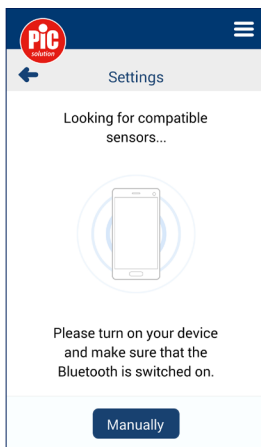 PiC
solution
Settings
Looking for compatible
sensors...
Please turn on your device
and make sure that the
Bluetooth is switched on.
Manually